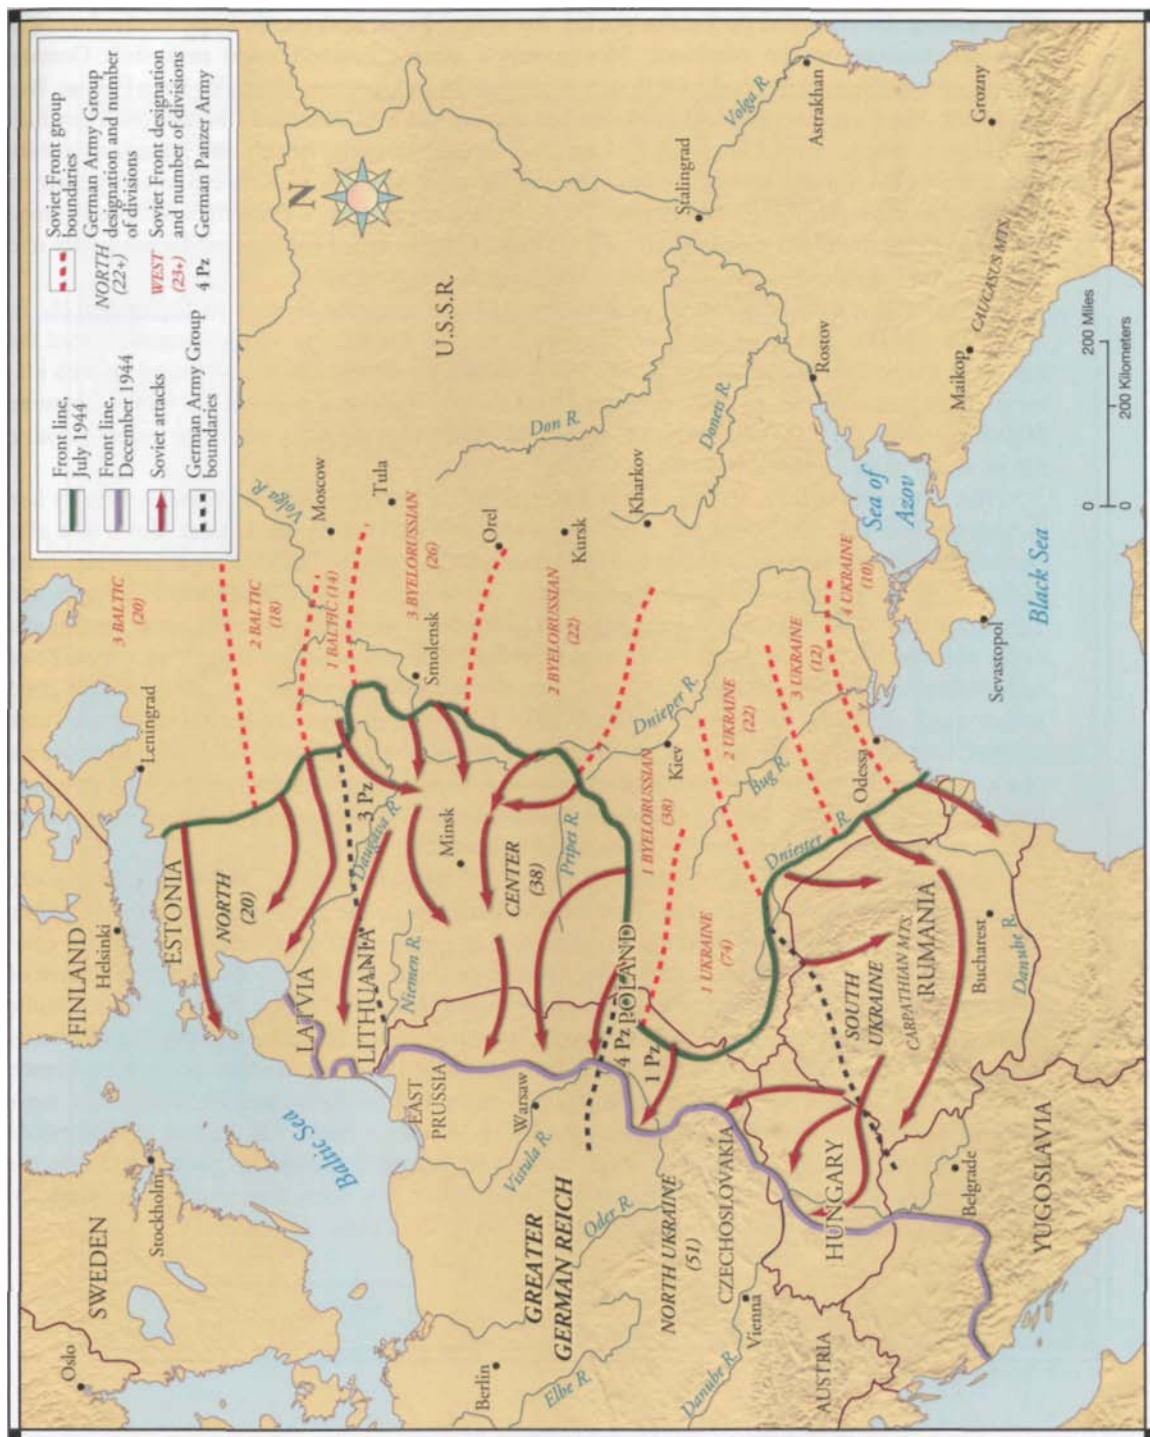 Front line,
July 1944
Front line,
December 1944
Soviet attacks
German Army Group
boundaries
Soviet Front group
boundaries
NORTH
(22+)
German Army Group
designation and number
of divisions
WEST
(23+)
Soviet Front designation
and number of divisions
4 Pz
German Panzer Army
N
Oslo
SWEDEN
Stockholm
FINLAND
Helsinki
Leningrad
3 BALTIC
(20)
ESTONIA
NORTH
(20)
2 BALTIC
(18)
Volga R.
Baltic Sea
LATVIA
1 BALTIC (14)
Moscow
LITHUANIA
Daugava R.
3 Pz
Tula
Niemen R.
3 BYELORUSSIAN
(26)
Smolensk
U.S.S.R.
EAST
PRUSSIA
Minsk
Berlin
Warsaw
Vistula R.
CENTER
(38)
Orel
GREATER
GERMAN REICH
Elbe R.
Oder R.
Pripet R.
2 BYELORUSSIAN
(22)
Kursk
Don R.
4 Pz
POLAND
1 Pz
1 BYELORUSSIAN
(38)
Dnieper R.
Kiev
Kharkov
NORTH UKRAINE
(51)
1 UKRAINE
(74)
2 UKRAINE
(22)
Donets R.
Stalingrad
Volga R.
Danube R.
Vienna
CZECHOSLOVAKIA
Bug R.
Dniester R.
3 UKRAINE
(12)
Rostov
Astrakhan
AUSTRIA
HUNGARY
SOUTH
UKRAINE
Odessa
4 UKRAINE
(10)
Sea of
Azov
CARPATHIAN MTS.
RUMANIA
Belgrade
Bucharest
Danube R.
Maikop
CAUCASUS MTS.
Grozny
Sevastopol
YUGOSLAVIA
Black Sea
0
200 Miles
0
200 Kilometers